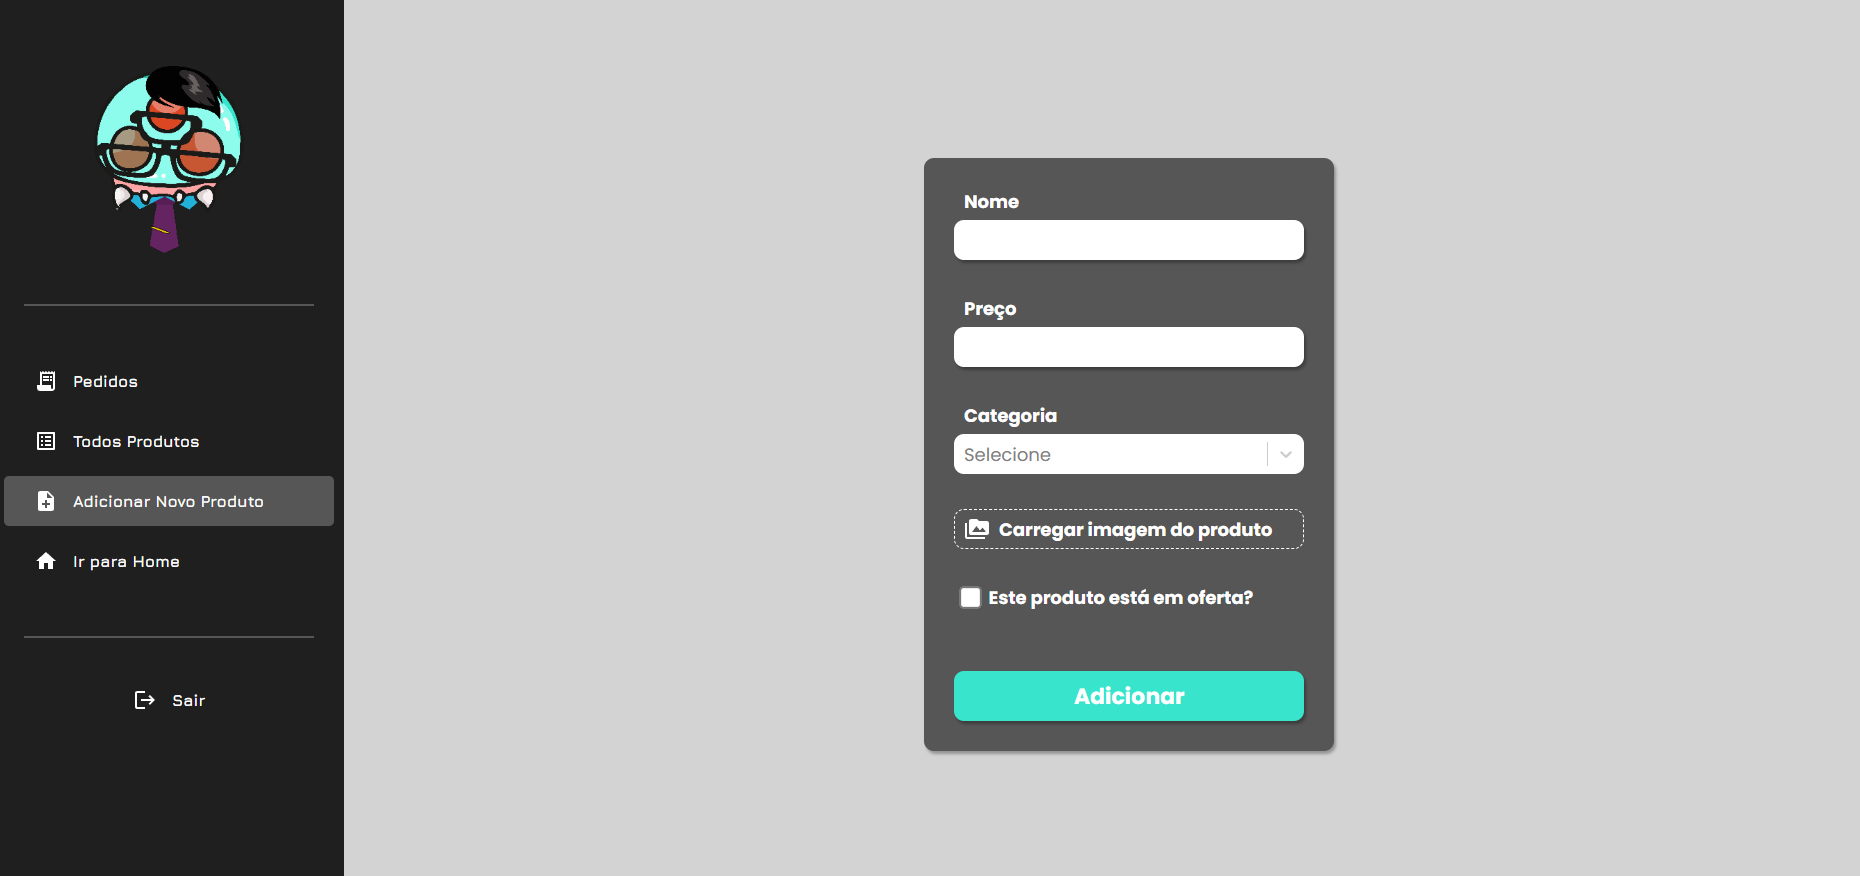 Pedidos
Todos Produtos
Adicionar Novo Produto
Ir para Home
Sair
Nome
Preço
Categoria
Selecione
Carregar imagem do produto
Este produto está em oferta?
Adicionar